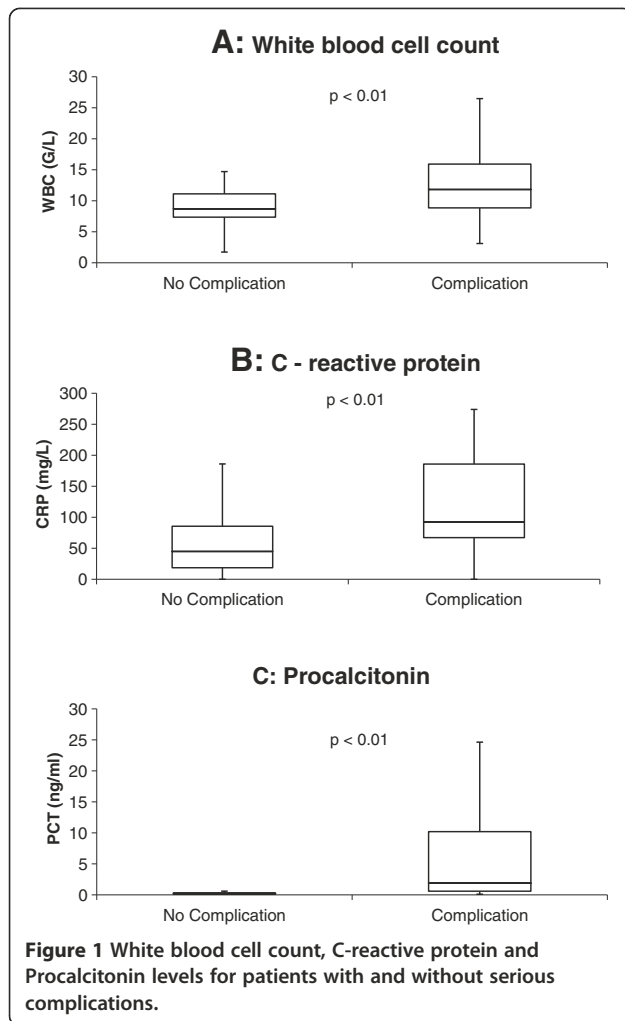 A: White blood cell count
30
25
20
15
10
5
0
WBC (G/L)
p < 0.01
No Complication Complication
B: C - reactive protein
300
250
200
150
100
50
0
CRP (mg/L)
p < 0.01
No Complication Complication
C: Procalcitonin
30
25
20
15
10
5
0
PCT (ng/ml)
p < 0.01
No Complication Complication
Figure 1 White blood cell count, C-reactive protein and
Procalcitonin levels for patients with and without serious
complications.